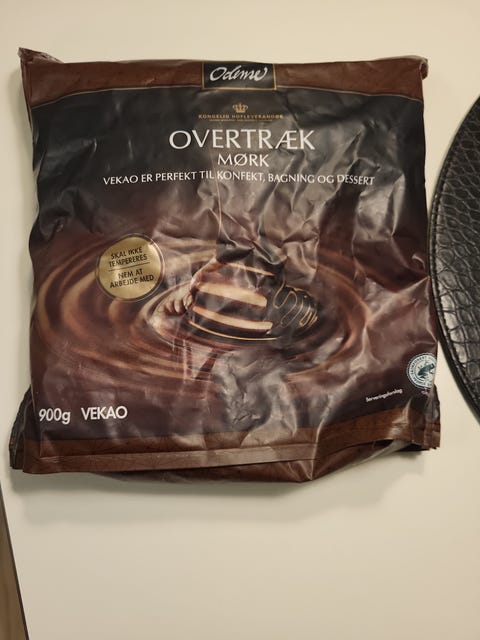 Odense
KONGELIG HOFLEVERANDØR
OVERTRÆK
MØRK
VEKAO ER PERFEKT TIL KONFEKT, BAGNING OG DESSERT
SKAL IKKE
TEMPERERES
NEM AT
ARBEJDE MED
900g VEKAO
Serveringsforslag